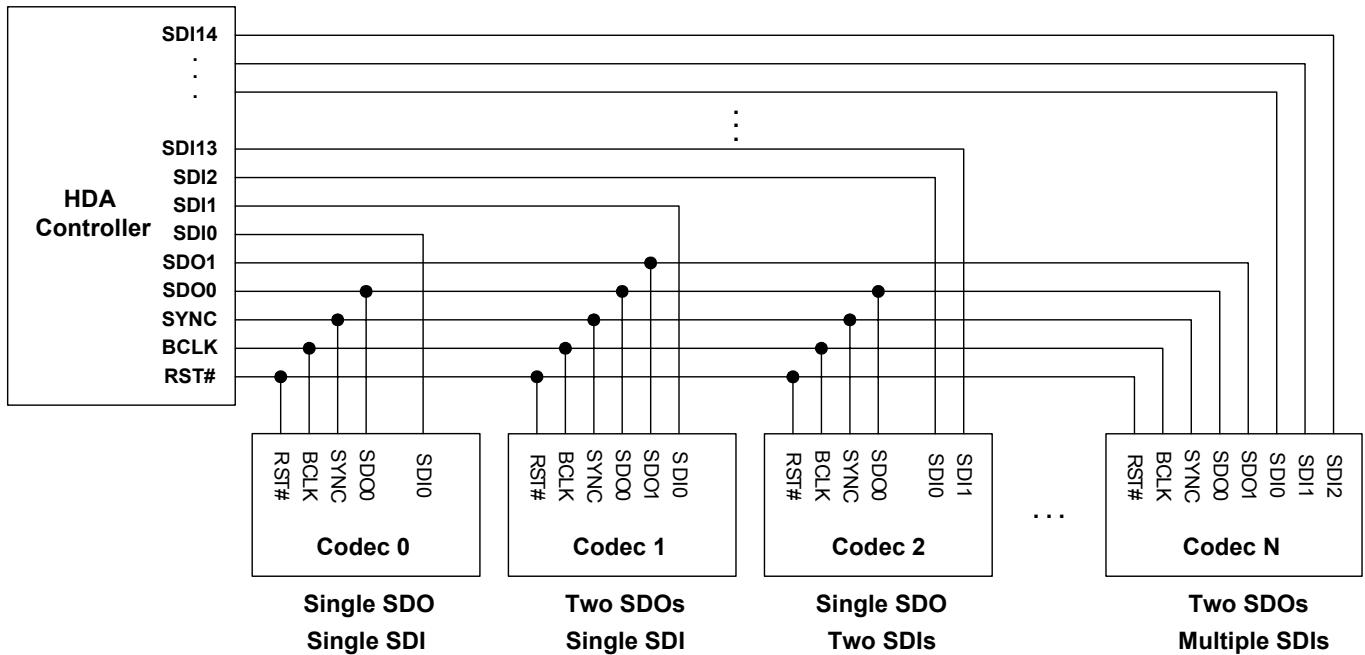 SDI14
.
.
.
SDI13
SDI2
SDI1
SDI0
SDO1
SDO0
SYNC
BCLK
RST#
HDA
Controller
.
.
.
RST#
BCLK
SYNC
SDO0
SDI0
Codec 0
Single SDO
Single SDI
RST#
BCLK
SYNC
SDO0
SDO1
SDI0
Codec 1
Two SDOs
Single SDI
RST#
BCLK
SYNC
SDO0
SDI0
SDI1
Codec 2
Single SDO
Two SDIs
. . .
RST#
BCLK
SYNC
SDO0
SDO1
SDI0
SDI1
SDI2
Codec N
Two SDOs
Multiple SDIs